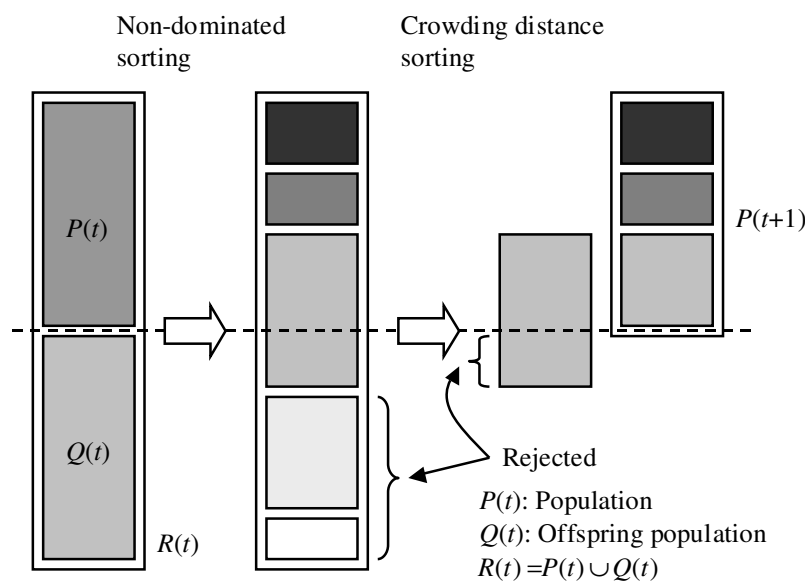 Non-dominated
sorting
Crowding distance
sorting
P(t)
P(t+1)
Q(t)
R(t)
Rejected
P(t): Population
Q(t): Offspring population
R(t) =P(t) ∪ Q(t)